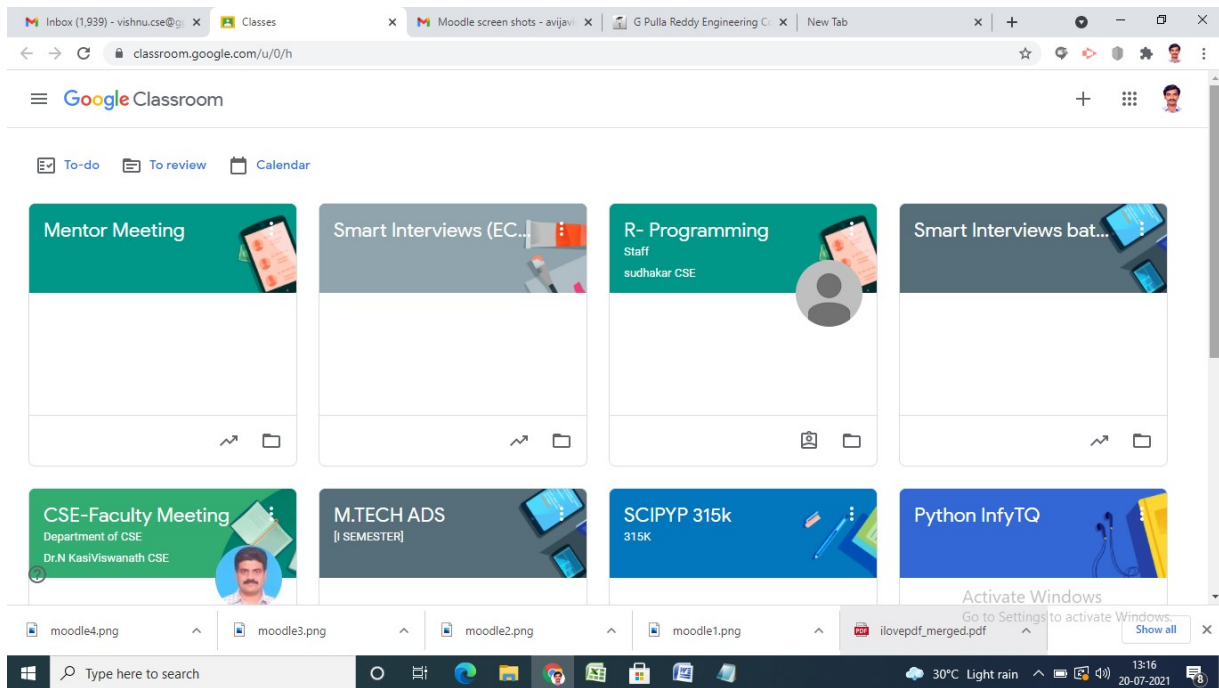 Inbox (1,939) - vishnu.cse@g
Classes
Moodle screen shots - avijavi
G Pulla Reddy Engineering Co
New Tab
classroom.google.com/u/0/h
Google Classroom
To-do
To review
Calendar
Mentor Meeting
Smart Interviews (EC...
R- Programming
Staff
sudhakar CSE
Smart Interviews bat...
CSE-Faculty Meeting
Department of CSE
Dr.N KasiViswanath CSE
M.TECH ADS
[I SEMESTER]
SCIPYP 315k
315K
Python InfyTQ
Activate Windows
Go to Settings to activate Windows.
moodle4.png
moodle3.png
moodle2.png
moodle1.png
PDF
ilovepdf_merged.pdf
Show all
Type here to search
30°C Light rain
13:16
20-07-2021
8